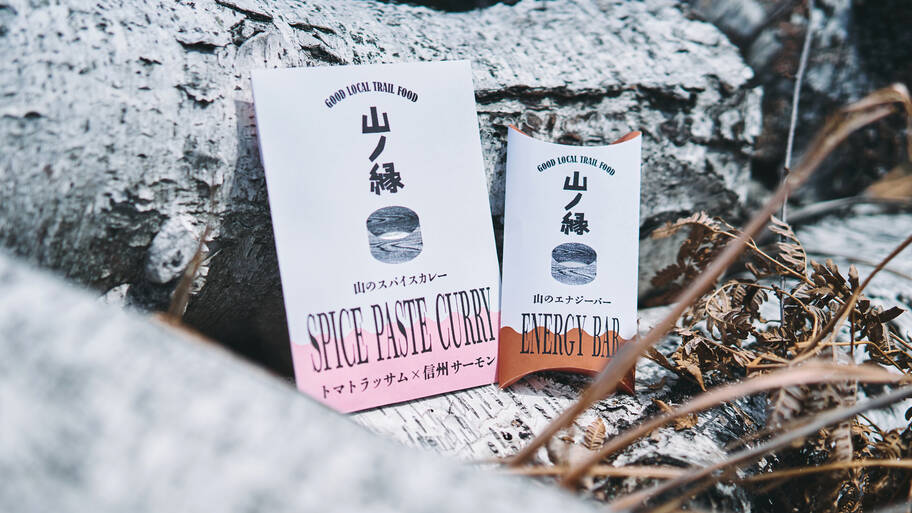 GOOD LOCAL TRAIL FOOD
山ノ縁
山のスパイスカレー
SPICE PASTE CURRY
トマトラッサム×信州サーモン
GOOD LOCAL TRAIL FOOD
山ノ縁
山のエナジーバー
ENERGY BAR